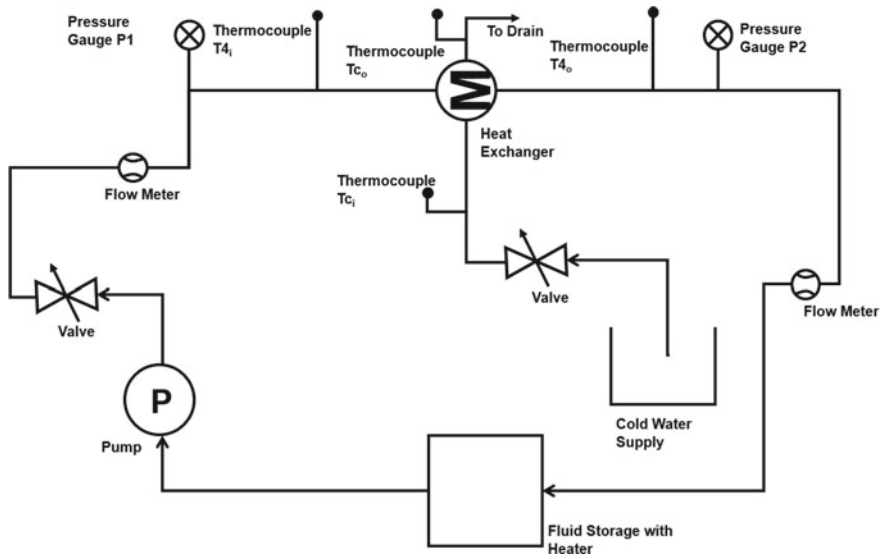 Pressure
Gauge P1
Thermocouple
T4i
Thermocouple
Tco
To Drain
Thermocouple
T4o
Pressure
Gauge P2
M
Heat
Exchanger
Flow Meter
Thermocouple
Tci
Valve
Valve
Flow Meter
P
Pump
Cold Water
Supply
Fluid Storage with
Heater